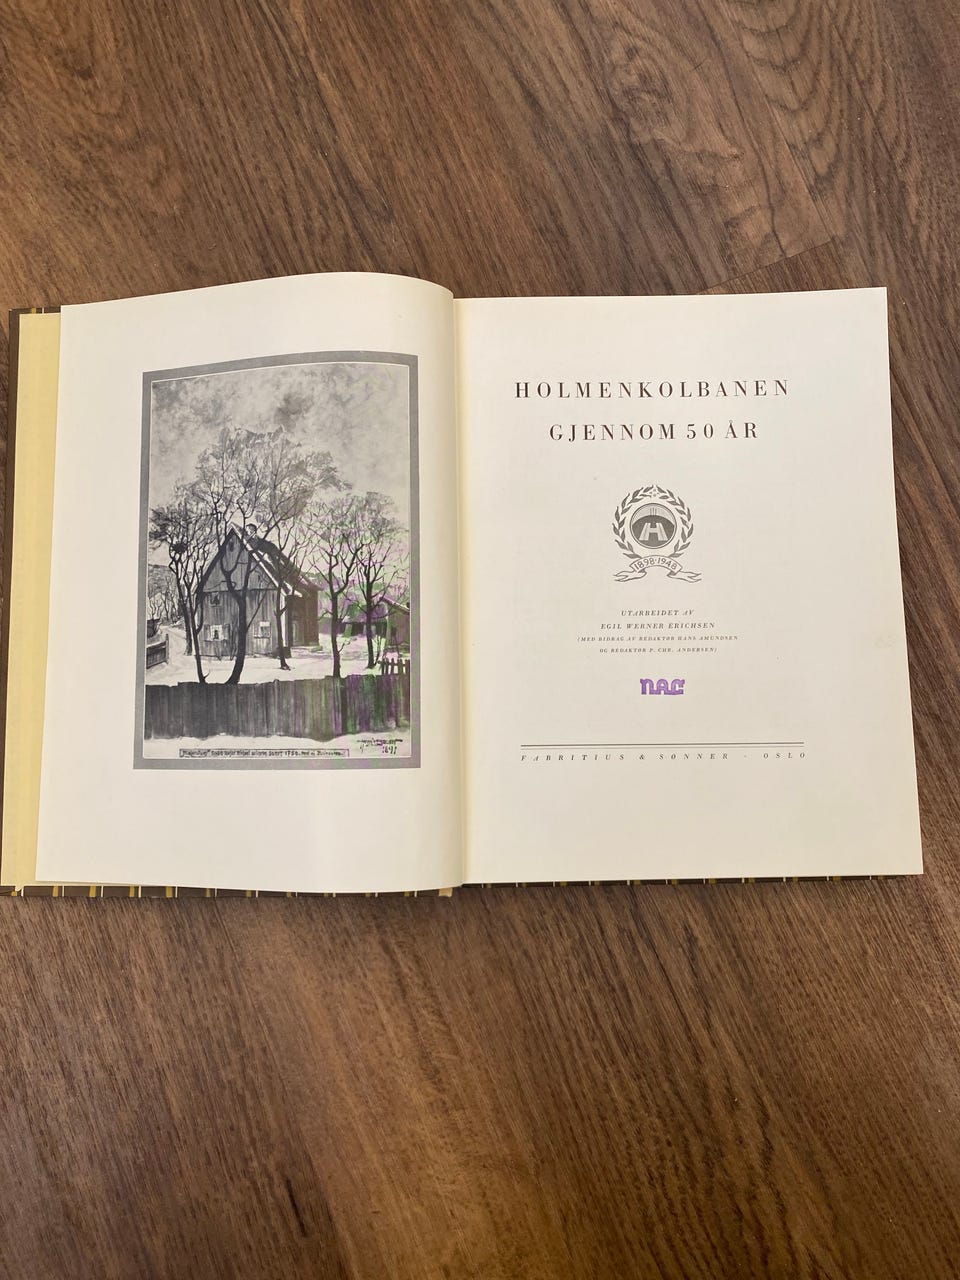 HOLMENKOLBANEN
GJENNOM 50 ÅR
H
1898·1948
UTARBEIDET AV
EGIL WERNER ERICHSEN
(MED BIDRAG AV REDAKTØR HANS AMUNDSEN
OG REDAKTØR P. CHR. ANDERSEN)
NAF
FABRITIUS & SØNNER - OSLO